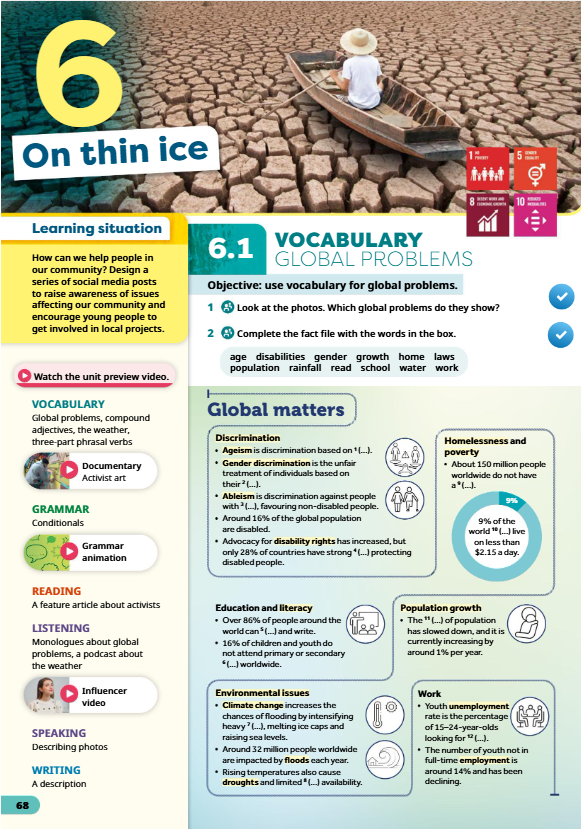 6
On thin ice
1 NO POVERTY
5 GENDER EQUALITY
8 DECENT WORK AND ECONOMIC GROWTH
10 REDUCED INEQUALITIES
Learning situation
How can we help people in
our community? Design a
series of social media posts
to raise awareness of issues
affecting our community and
encourage young people to
get involved in local projects.
Watch the unit preview video.
VOCABULARY
Global problems, compound
adjectives, the weather,
three-part phrasal verbs
Documentary
Activist art
GRAMMAR
Conditionals
Grammar
animation
READING
A feature article about activists
LISTENING
Monologues about global
problems, a podcast about
the weather
Influencer
video
SPEAKING
Describing photos
WRITING
A description
68
6.1 VOCABULARY
GLOBAL PROBLEMS
Objective: use vocabulary for global problems.
1 Look at the photos. Which global problems do they show?
2 Complete the fact file with the words in the box.
age disabilities gender growth home laws
population rainfall read school water work
Global matters
Discrimination
• Ageism is discrimination based on ¹ (...).
• Gender discrimination is the unfair
treatment of individuals based on
their ² (...).
• Ableism is discrimination against people
with ³ (...), favouring non-disabled people.
• Around 16% of the global population
are disabled.
• Advocacy for disability rights has increased, but
only 28% of countries have strong ⁴ (...) protecting
disabled people.
Homelessness and
poverty
• About 150 million people
worldwide do not have
a ⁹ (...).
9%
9% of the
world ¹⁰ (...) live
on less than
$2.15 a day.
Education and literacy
• Over 86% of people around the
world can ⁵ (...) and write.
• 16% of children and youth do
not attend primary or secondary
⁶ (...) worldwide.
Population growth
• The ¹¹ (...) of population
has slowed down, and it is
currently increasing by
around 1% per year.
Environmental issues
• Climate change increases the
chances of flooding by intensifying
heavy ⁷ (...), melting ice caps and
raising sea levels.
• Around 32 million people worldwide
are impacted by floods each year.
• Rising temperatures also cause
droughts and limited ⁸ (...) availability.
Work
• Youth unemployment
rate is the percentage
of 15–24-year-olds
looking for ¹² (...).
• The number of youth not in
full-time employment is
around 14% and has been
declining.